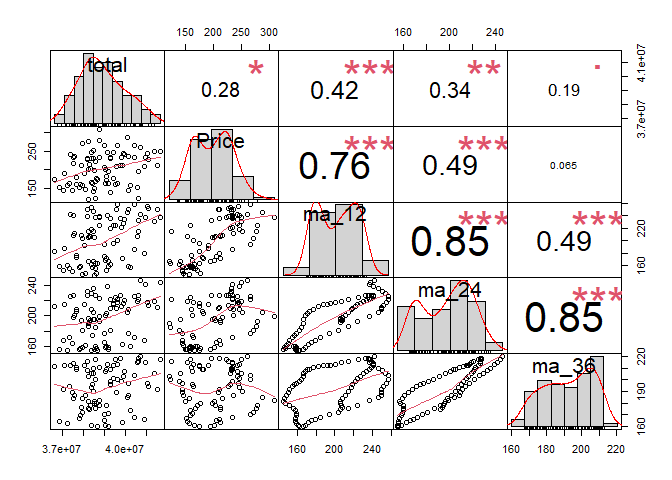 150 200 250 300 160 200 240
total 0.28 * 0.42 *** 0.34 ** 0.19 . 3.7e+07 4.1e+07
150 250 Price 0.76 *** 0.49 *** 0.065
ma_12 0.85 *** 0.49 *** 160 200
160 200 240 ma_24 0.85 ***
ma_36 160 190 220
3.7e+07 4.0e+07 160 200 240 160 180 200 220